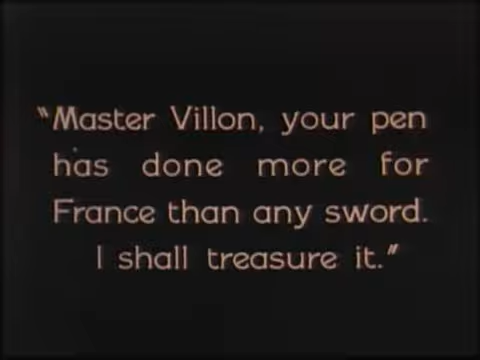 "Master Villon, your pen
has done more for
France than any sword.
I shall treasure it."